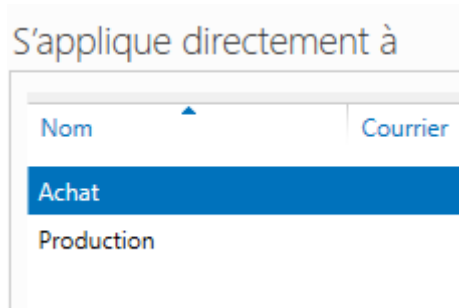 S'applique directement à
Nom Courrier
Achat
Production